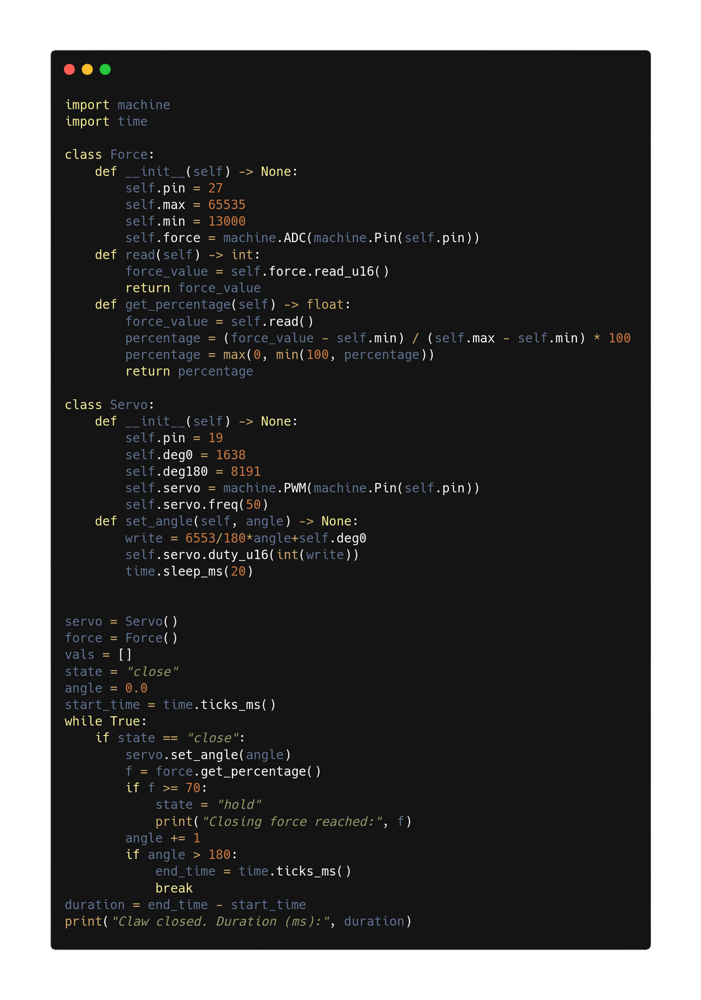 import machine
import time

class Force:
    def __init__(self) -> None:
        self.pin = 27
        self.max = 65535
        self.min = 13000
        self.force = machine.ADC(machine.Pin(self.pin))
    def read(self) -> int:
        force_value = self.force.read_u16()
        return force_value
    def get_percentage(self) -> float:
        force_value = self.read()
        percentage = (force_value - self.min) / (self.max - self.min) * 100
        percentage = max(0, min(100, percentage))
        return percentage

class Servo:
    def __init__(self) -> None:
        self.pin = 19
        self.deg0 = 1638
        self.deg180 = 8191
        self.servo = machine.PWM(machine.Pin(self.pin))
        self.servo.freq(50)
    def set_angle(self, angle) -> None:
        write = 6553/180*angle+self.deg0
        self.servo.duty_u16(int(write))
        time.sleep_ms(20)


servo = Servo()
force = Force()
vals = []
state = "close"
angle = 0.0
start_time = time.ticks_ms()
while True:
    if state == "close":
        servo.set_angle(angle)
        f = force.get_percentage()
        if f >= 70:
            state = "hold"
            print("Closing force reached:", f)
        angle += 1
        if angle > 180:
            end_time = time.ticks_ms()
            break
duration = end_time - start_time
print("Claw closed. Duration (ms):", duration)